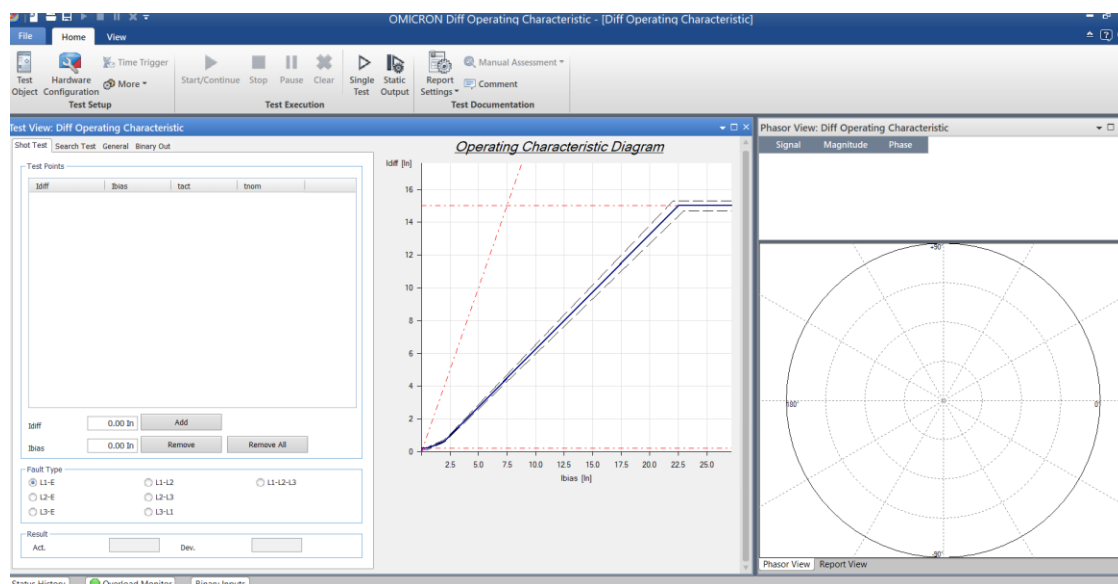 OMICRON Diff Operating Characteristic - [Diff Operating Characteristic]
File Home View
Test Object
Hardware Configuration
Time Trigger
More
Test Setup
Start/Continue Stop Pause Clear
Single Test
Static Output
Test Execution
Report Settings
Manual Assessment
Comment
Test Documentation
Test View: Diff Operating Characteristic
Shot Test Search Test General Binary Out
Test Points
Idiff Ibias tact tnom
Idiff 0.00 In Add
Ibias 0.00 In Remove Remove All
Fault Type
L1-E L1-L2 L1-L2-L3
L2-E L2-L3
L3-E L3-L1
Result
Act. Dev.
Operating Characteristic Diagram
Idiff [In]
16
14
12
10
8
6
4
2
0
2.5 5.0 7.5 10.0 12.5 15.0 17.5 20.0 22.5 25.0
Ibias [In]
Phasor View: Diff Operating Characteristic
Signal Magnitude Phase
+90°
180° 0°
-90°
Phasor View Report View
Status History Overload Monitor Binary Inputs